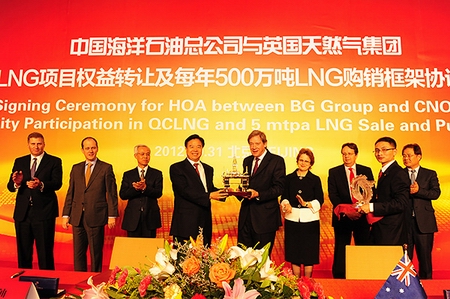 中国海洋石油总公司与英国天然气集团
LNG项目权益转让及每年500万吨LNG购销框架协议
Signing Ceremony for HOA between BG Group and CNO
ity Participation in QCLNG and 5 mtpa LNG Sale and Pu
2012 31 北